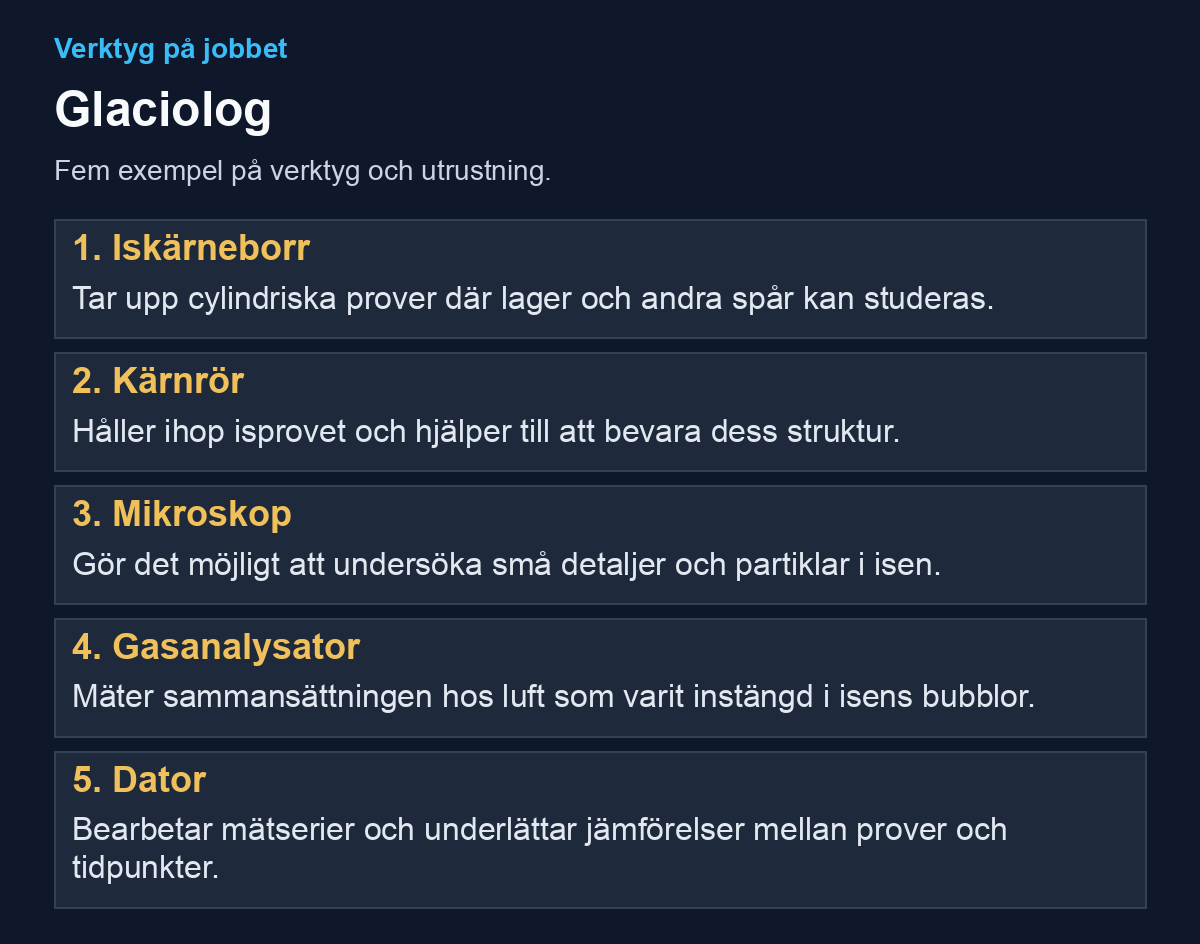 Verktyg på jobbet
Glaciolog
Fem exempel på verktyg och utrustning.
1. Iskärneborr
Tar upp cylindriska prover där lager och andra spår kan studeras.
2. Kärnrör
Håller ihop isprovet och hjälper till att bevara dess struktur.
3. Mikroskop
Gör det möjligt att undersöka små detaljer och partiklar i isen.
4. Gasanalysator
Mäter sammansättningen hos luft som varit instängd i isens bubblor.
5. Dator
Bearbetar mätserier och underlättar jämförelser mellan prover och
tidpunkter.